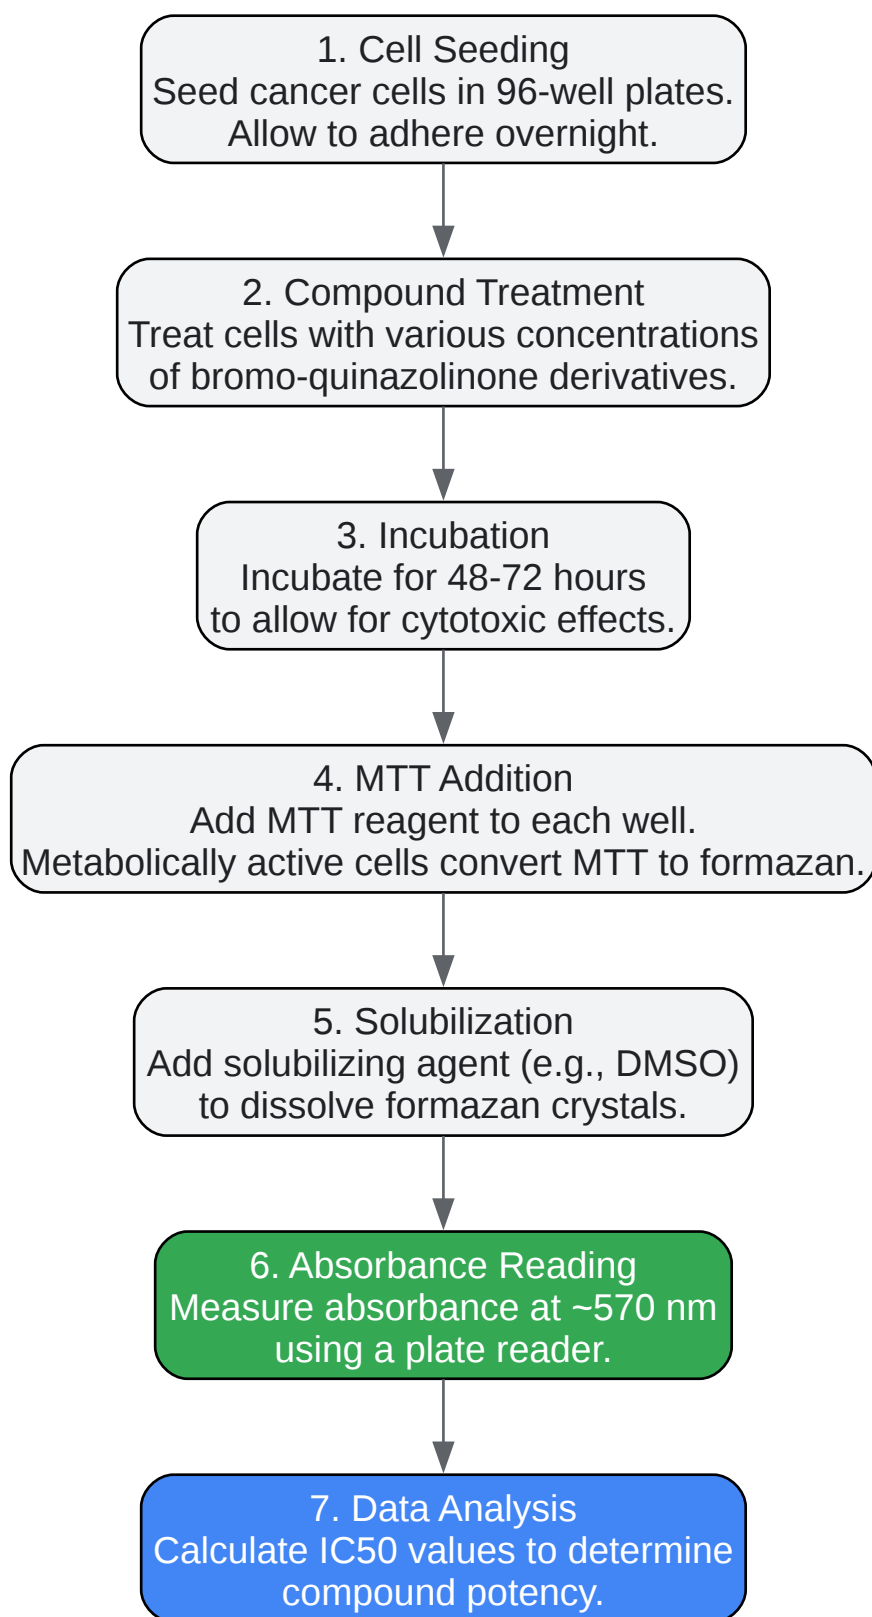 1. Cell Seeding
Seed cancer cells in 96-well plates.
Allow to adhere overnight.
2. Compound Treatment
Treat cells with various concentrations
of bromo-quinazolinone derivatives.
3. Incubation
Incubate for 48-72 hours
to allow for cytotoxic effects.
4. MTT Addition
Add MTT reagent to each well.
Metabolically active cells convert MTT to formazan.
5. Solubilization
Add solubilizing agent (e.g., DMSO)
to dissolve formazan crystals.
6. Absorbance Reading
Measure absorbance at ~570 nm
using a plate reader.
7. Data Analysis
Calculate IC50 values to determine
compound potency.